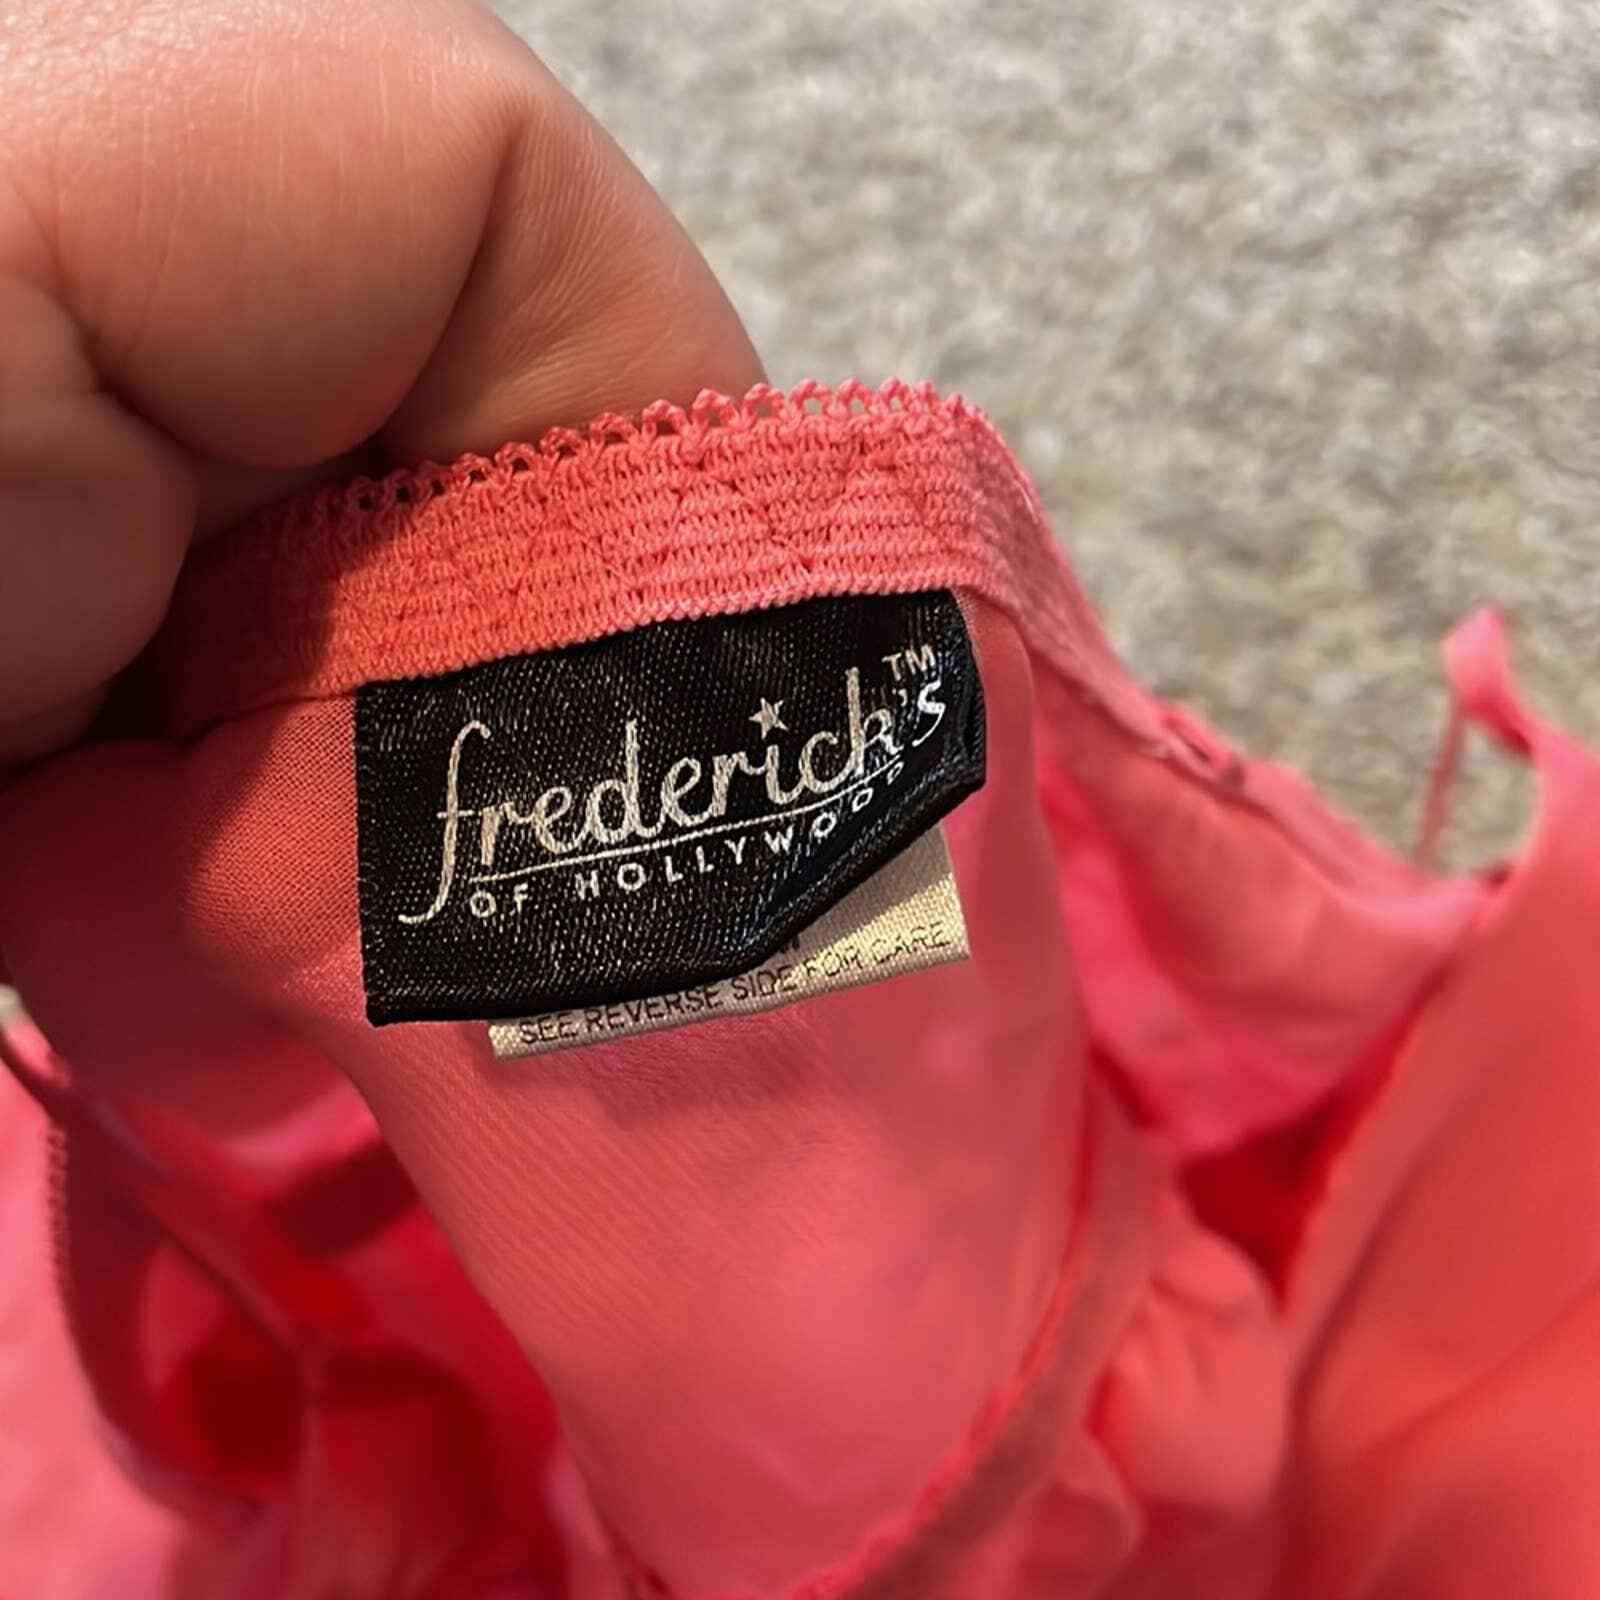 frederick's™
OF HOLLYWOOD
SEE REVERSE SIDE FOR CARE